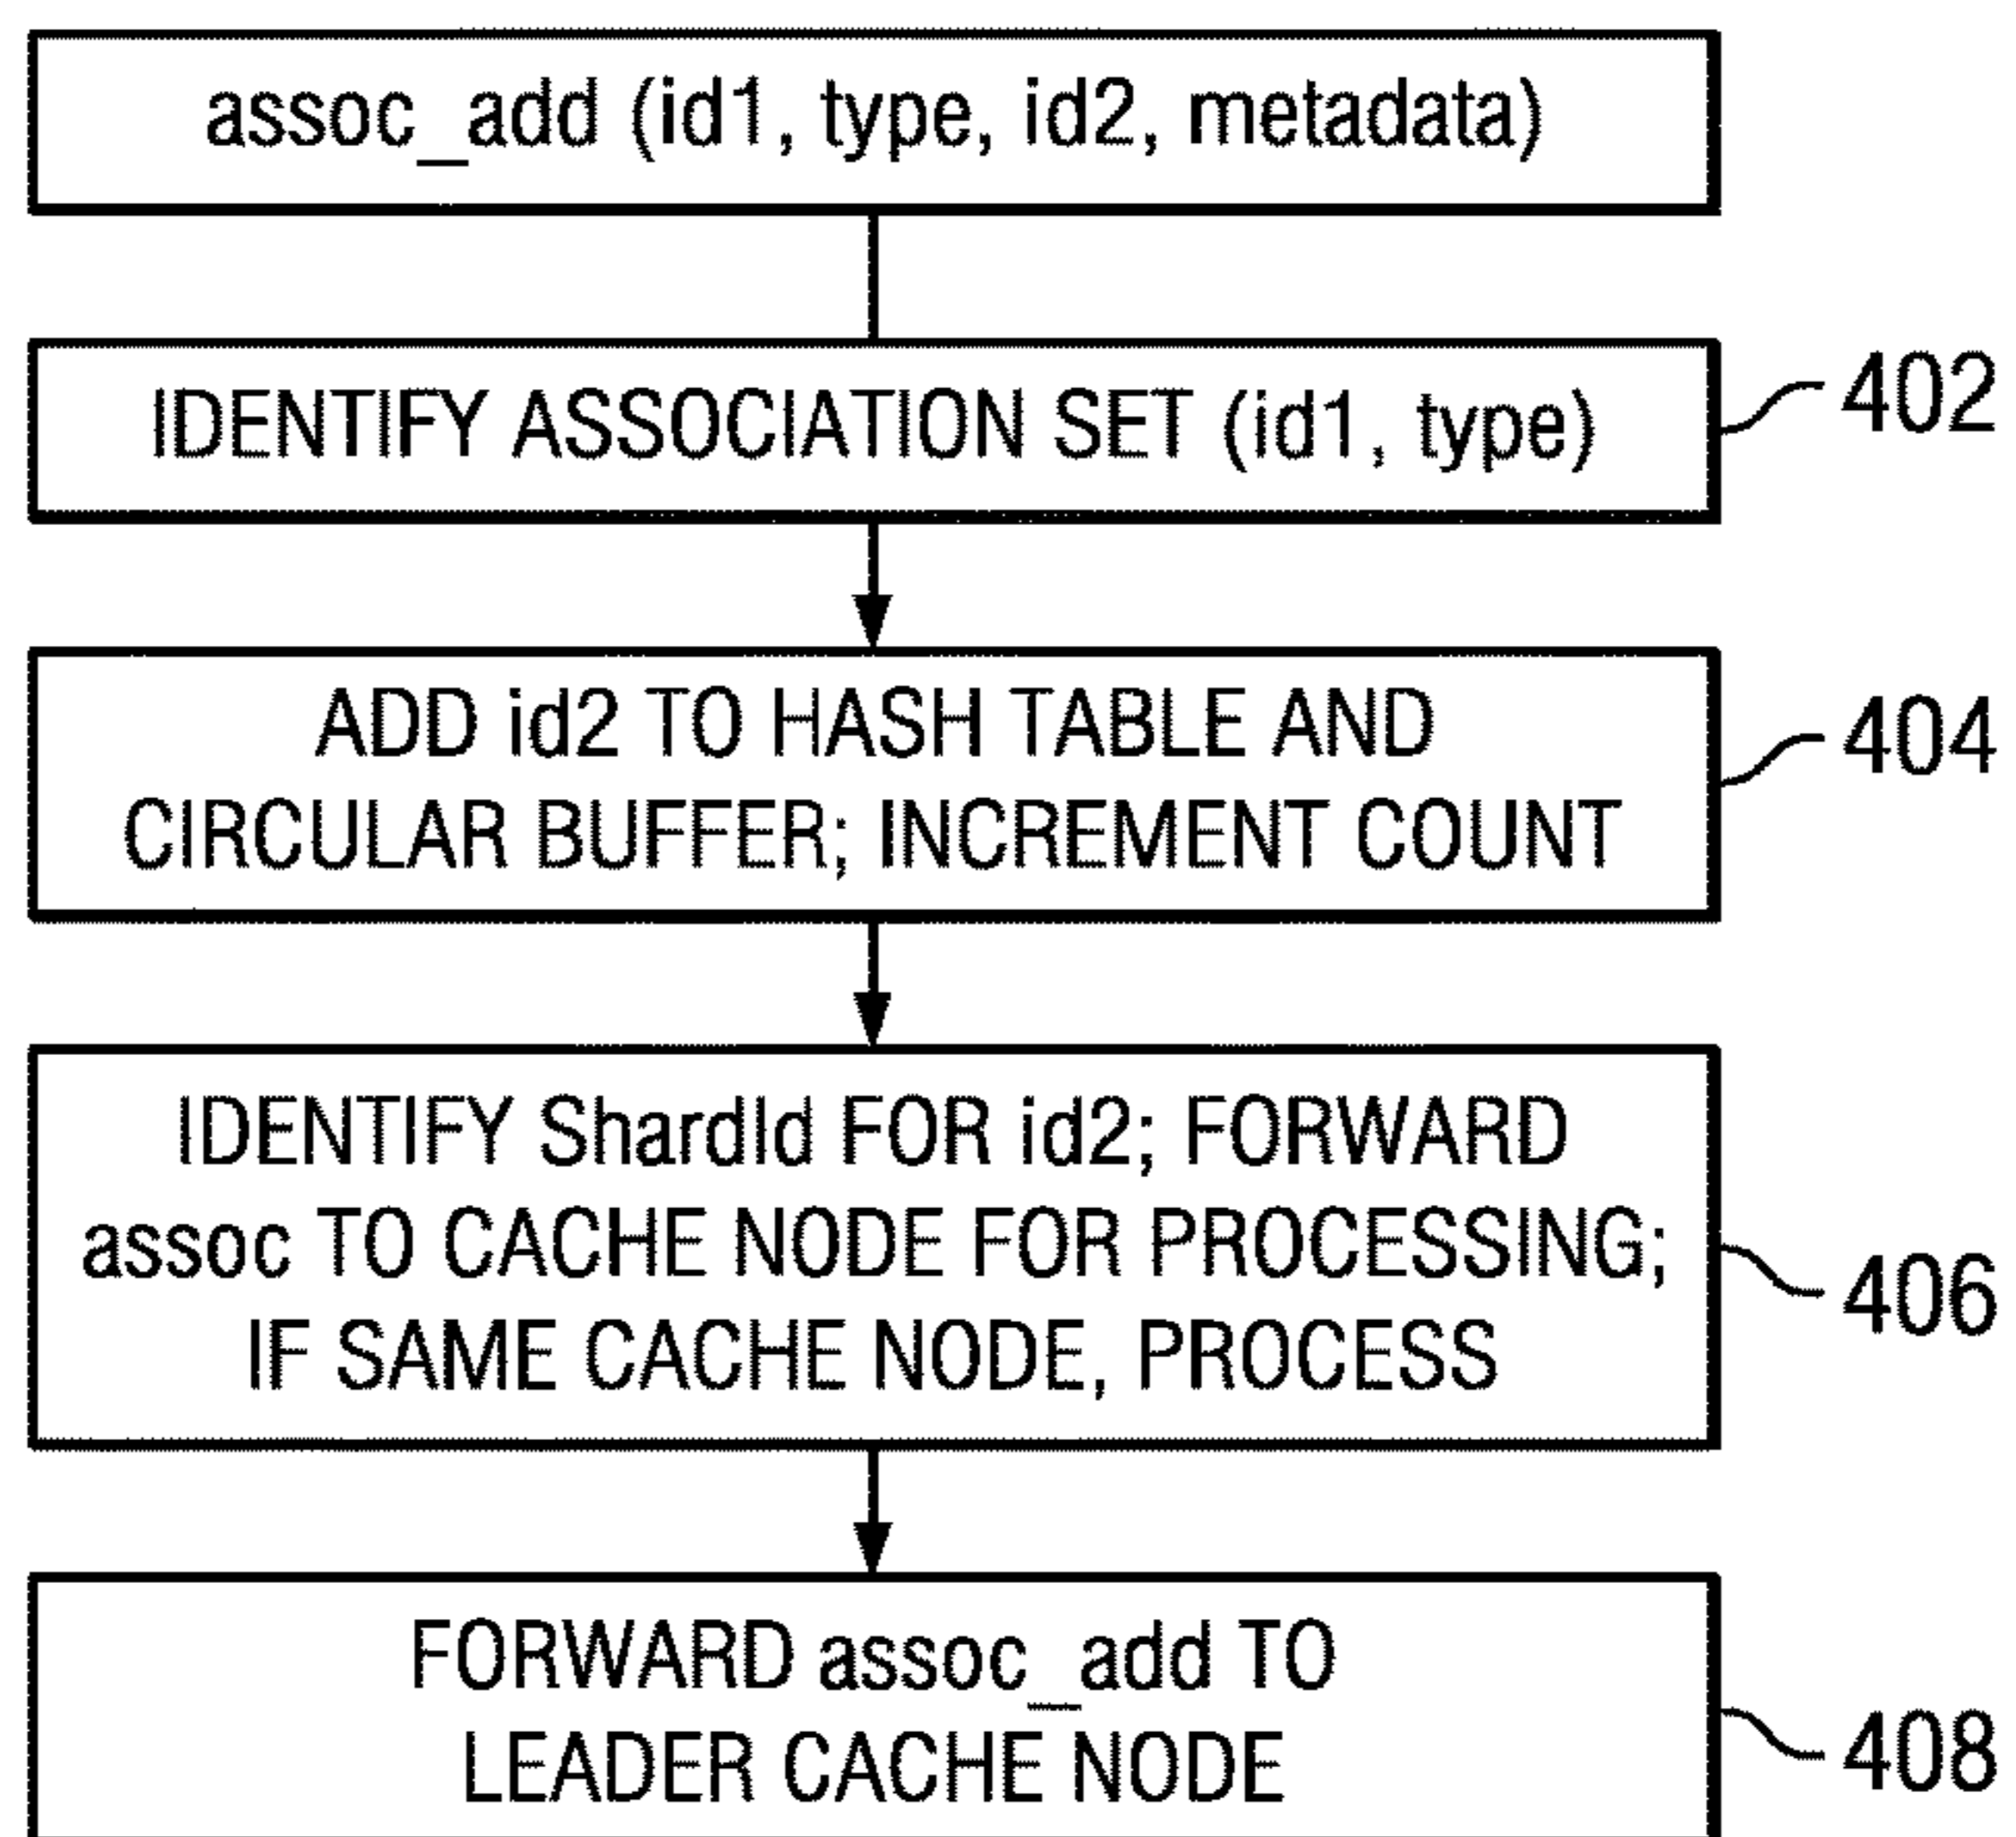 assoc_add (id1, type, id2, metadata)
IDENTIFY ASSOCIATION SET (id1, type)
402
ADD id2 TO HASH TABLE AND
CIRCULAR BUFFER; INCREMENT COUNT
404
IDENTIFY ShardId FOR id2; FORWARD
assoc TO CACHE NODE FOR PROCESSING;
IF SAME CACHE NODE, PROCESS
406
FORWARD assoc_add TO
LEADER CACHE NODE
408